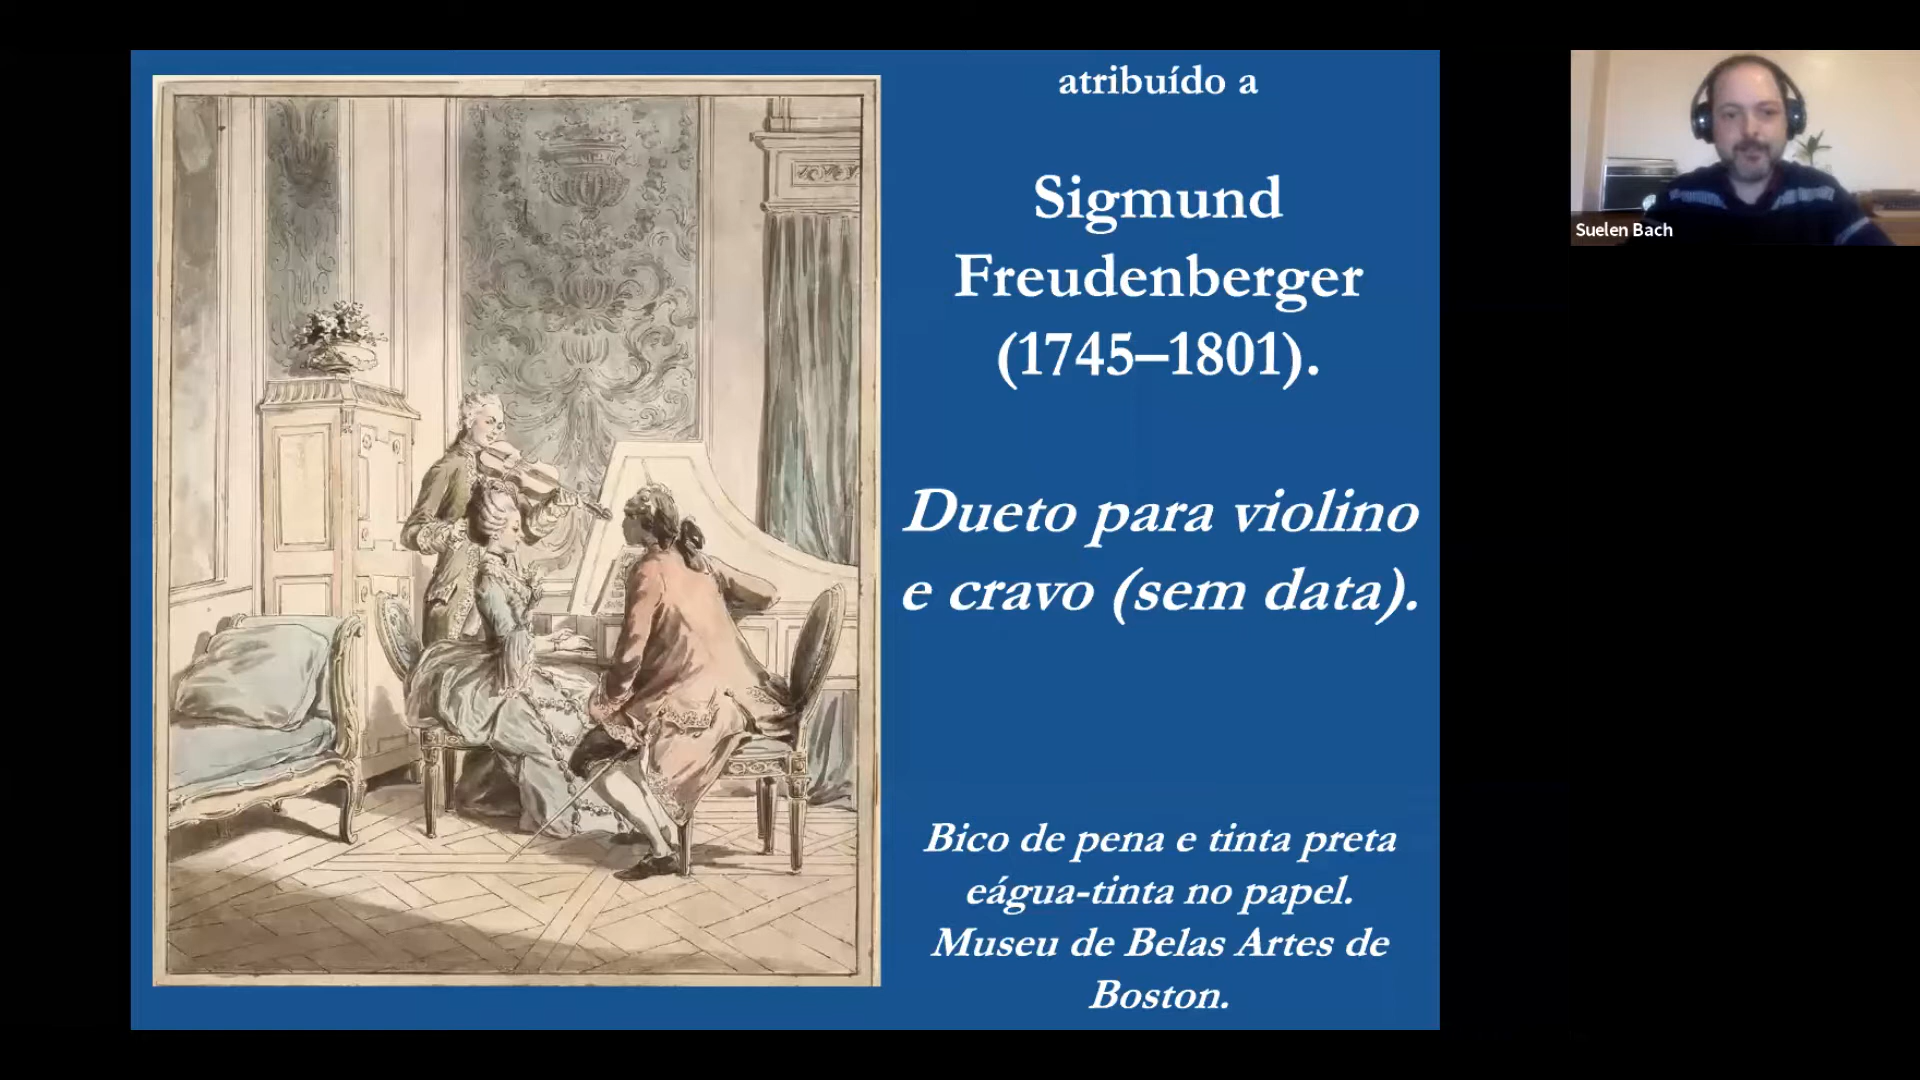 atribuído a
Sigmund
Freudenberger
(1745–1801).
Dueto para violino
e cravo (sem data).
Bico de pena e tinta preta
eágua-tinta no papel.
Museu de Belas Artes de
Boston.
Suelen Bach